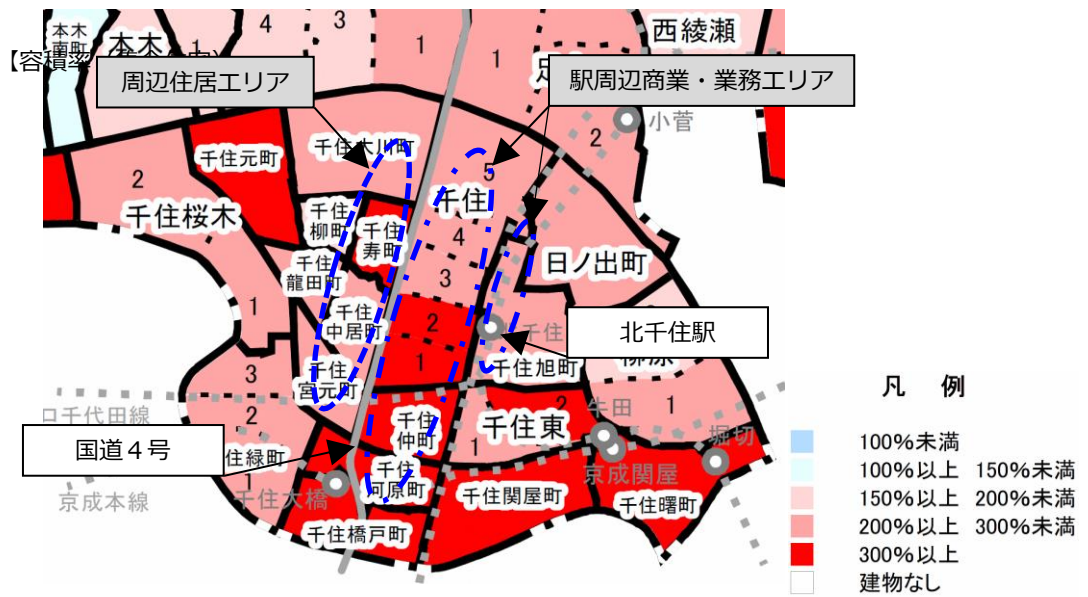 本木
南町
本木
1
4
3
1
1
足
西綾瀬
【容積率
周辺住居エリア
駅周辺商業・業務エリア
小菅
2
千住元町
千住大川町
5
2
千住桜木
千住
柳町
千住
寿町
千住
4
日ノ出町
千住
龍田町
3
千住
中居町
2
北千住駅
千住
1
1
千住旭町
柳原
3
千住
宮元町
凡 例
口千代田線
2
千住
仲町
千住東
2
牛田
1
堀切
国道4号
住緑町
1
1
100%未満
千住
河原町
京成関屋
100%以上 150%未満
京成本線
千住大橋
千住関屋町
千住曙町
150%以上 200%未満
200%以上 300%未満
千住橋戸町
300%以上
建物なし